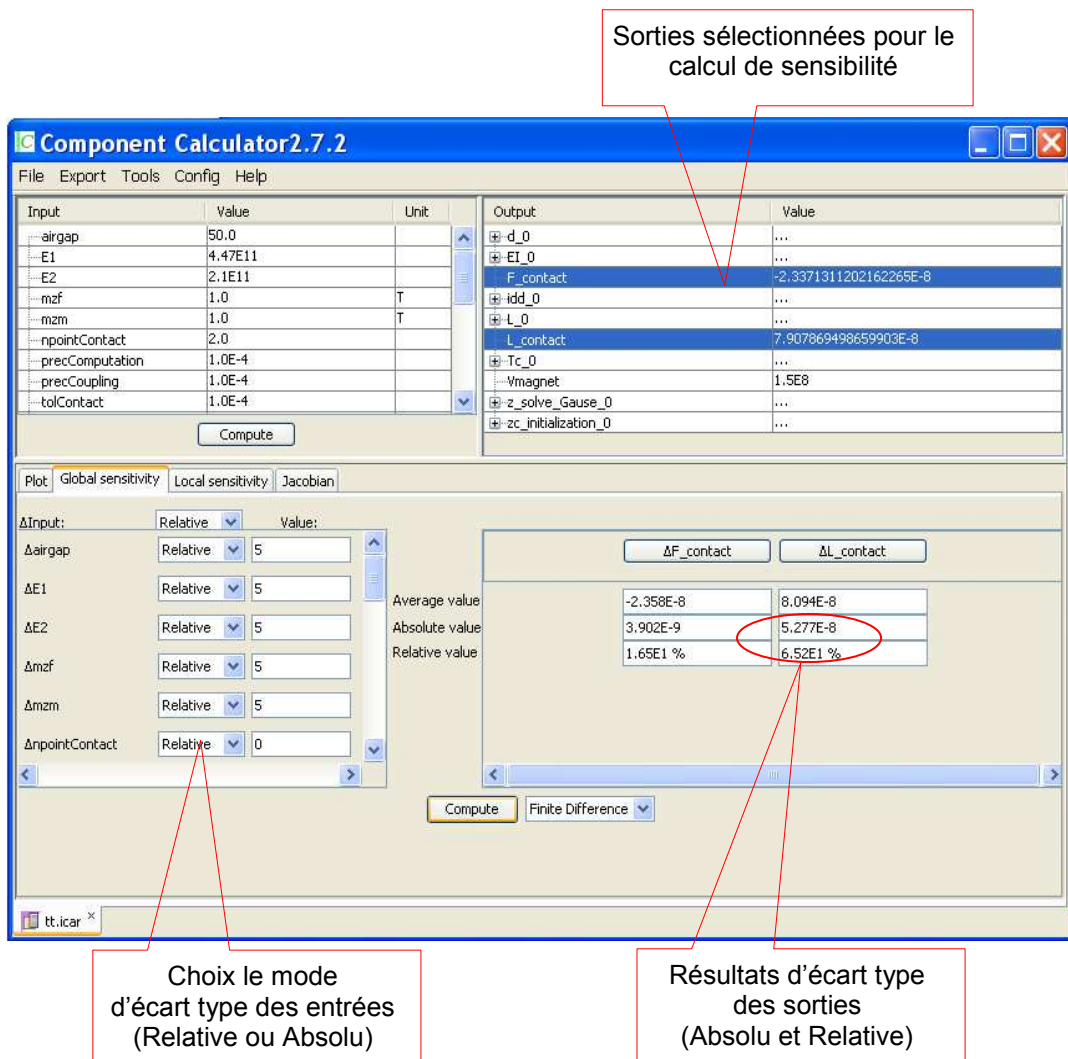 Sorties sélectionnées pour le
calcul de sensibilité
Component Calculator2.7.2
File Export Tools Config Help
Input Value Unit
airgap 50.0
E1 4.47E11
E2 2.1E11
mzf 1.0 T
mzm 1.0 T
npointContact 2.0
precComputation 1.0E-4
precCoupling 1.0E-4
tolContact 1.0E-4
Compute
Output Value
d_0 ...
EI_0 ...
F_contact -2.3371311202162265E-8
idd_0 ...
L_0 ...
L_contact 7.907869498659903E-8
Tc_0 ...
Vmagnet 1.5E8
z_solve_Gause_0 ...
zc_initialization_0 ...
Plot Global sensitivity Local sensitivity Jacobian
ΔInput: Relative Value:
Δairgap Relative 5
ΔE1 Relative 5
ΔE2 Relative 5
Δmzf Relative 5
Δmzm Relative 5
ΔnpointContact Relative 0
ΔF_contact ΔL_contact
Average value -2.358E-8 8.094E-8
Absolute value 3.902E-9 5.277E-8
Relative value 1.65E1 % 6.52E1 %
Compute Finite Difference
tt.icar ×
Choix le mode
d’écart type des entrées
(Relative ou Absolu)
Résultats d’écart type
des sorties
(Absolu et Relative)